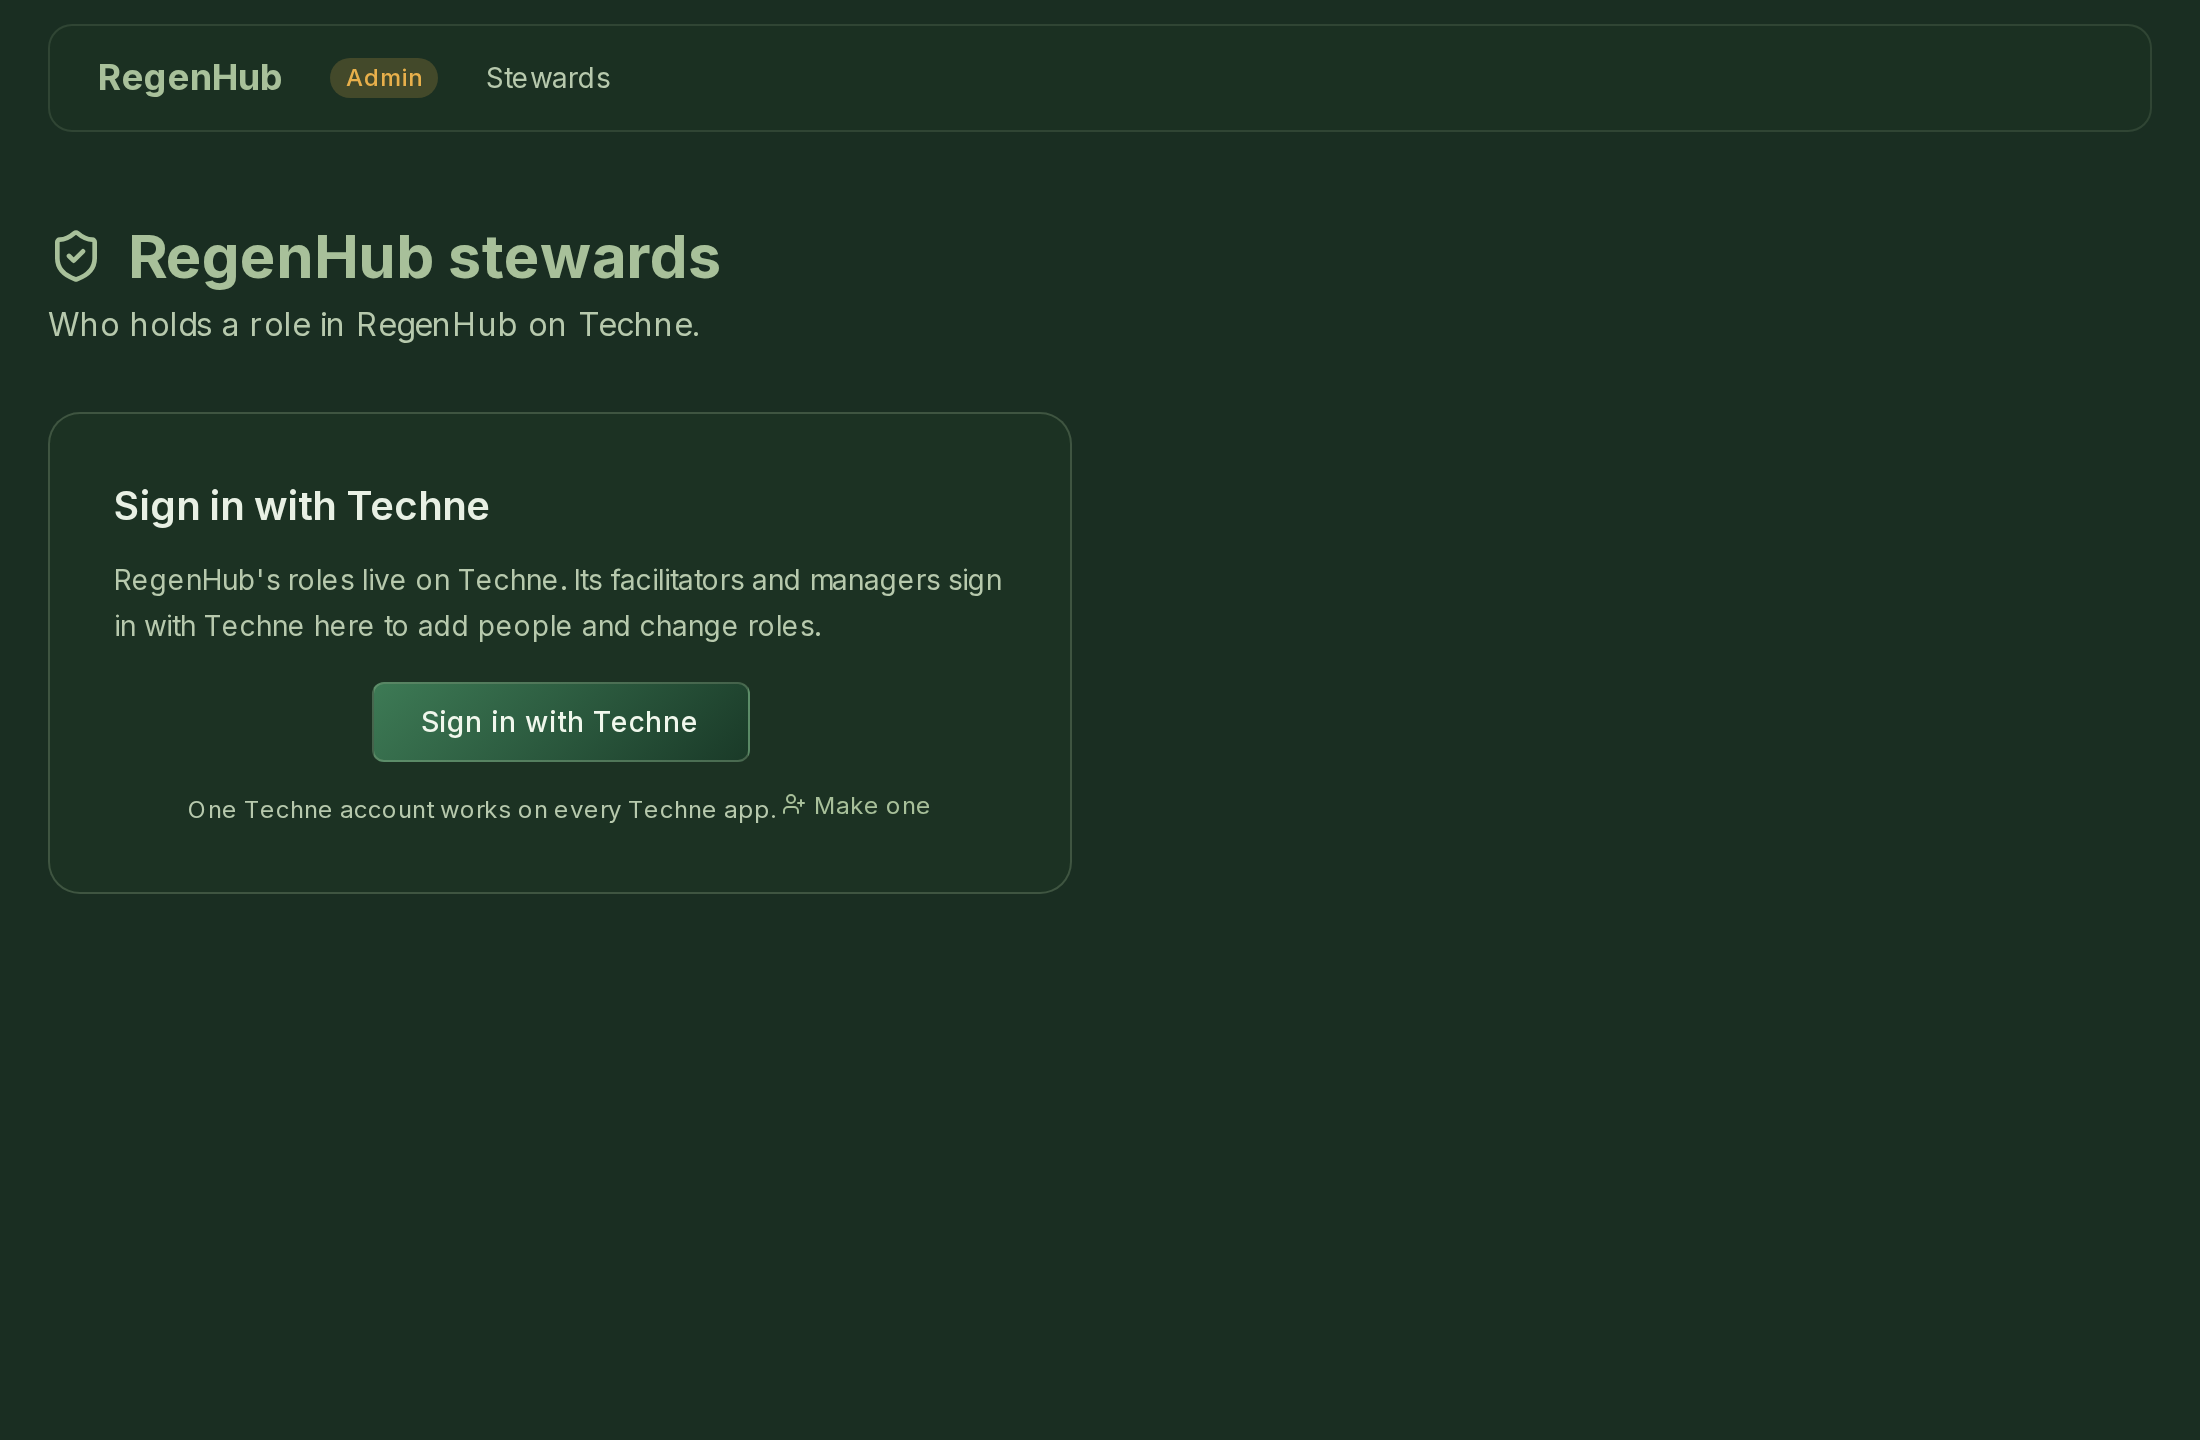 RegenHub Admin Stewards
RegenHub stewards
Who holds a role in RegenHub on Techne.
Sign in with Techne
RegenHub's roles live on Techne. Its facilitators and managers sign
in with Techne here to add people and change roles.
Sign in with Techne
One Techne account works on every Techne app. Make one